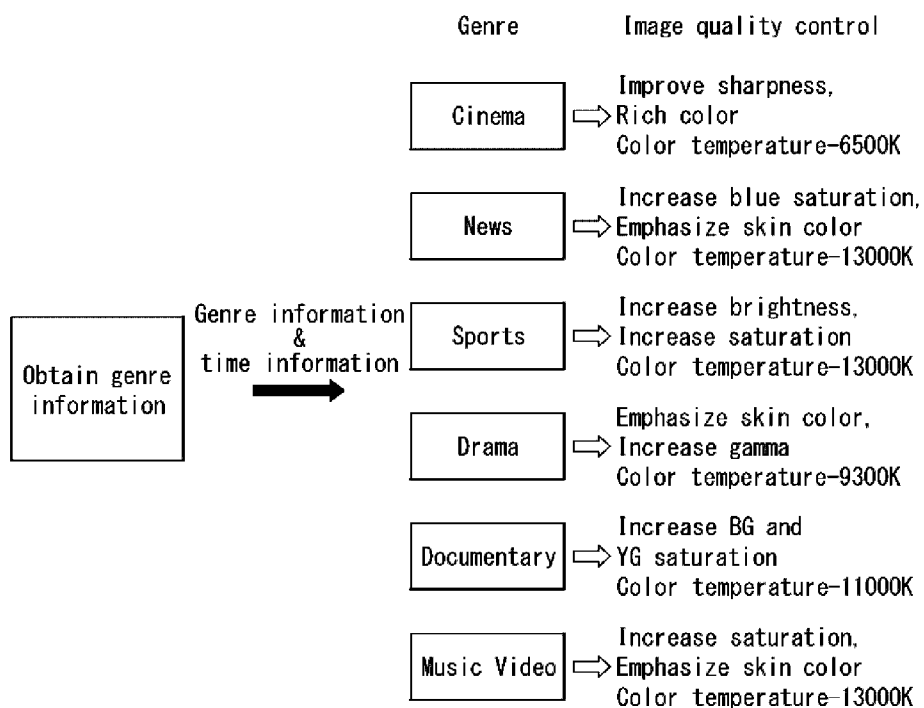 Genre
Image quality control
Cinema
Improve sharpness,
Rich color
Color temperature-6500K
News
Increase blue saturation,
Emphasize skin color
Color temperature-13000K
Obtain genre
information
Genre information
&
time information
Sports
Increase brightness,
Increase saturation
Color temperature-13000K
Drama
Emphasize skin color,
Increase gamma
Color temperature-9300K
Documentary
Increase BG and
YG saturation
Color temperature-11000K
Music Video
Increase saturation,
Emphasize skin color
Color temperature-13000K